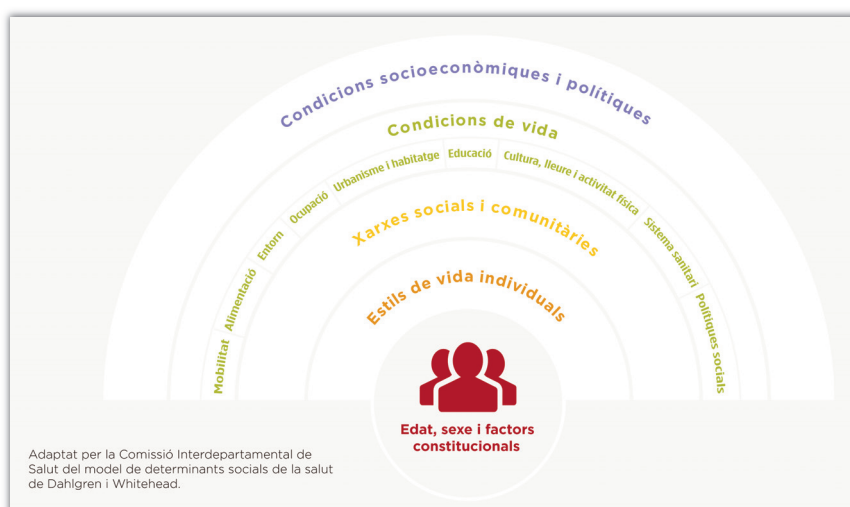 Condicions socioeconòmiques i polítiques
Condicions de vida
Mobilitat
Alimentació
Entorn
Ocupació
Urbanisme i habitatge
Educació
Cultura, lleure i activitat física
Sistema sanitari
Polítiques socials
Xarxes socials i comunitàries
Estils de vida individuals
Edat, sexe i factors
constitucionals
Adaptat per la Comissió Interdepartamental de
Salut del model de determinants socials de la salut
de Dahlgren i Whitehead.